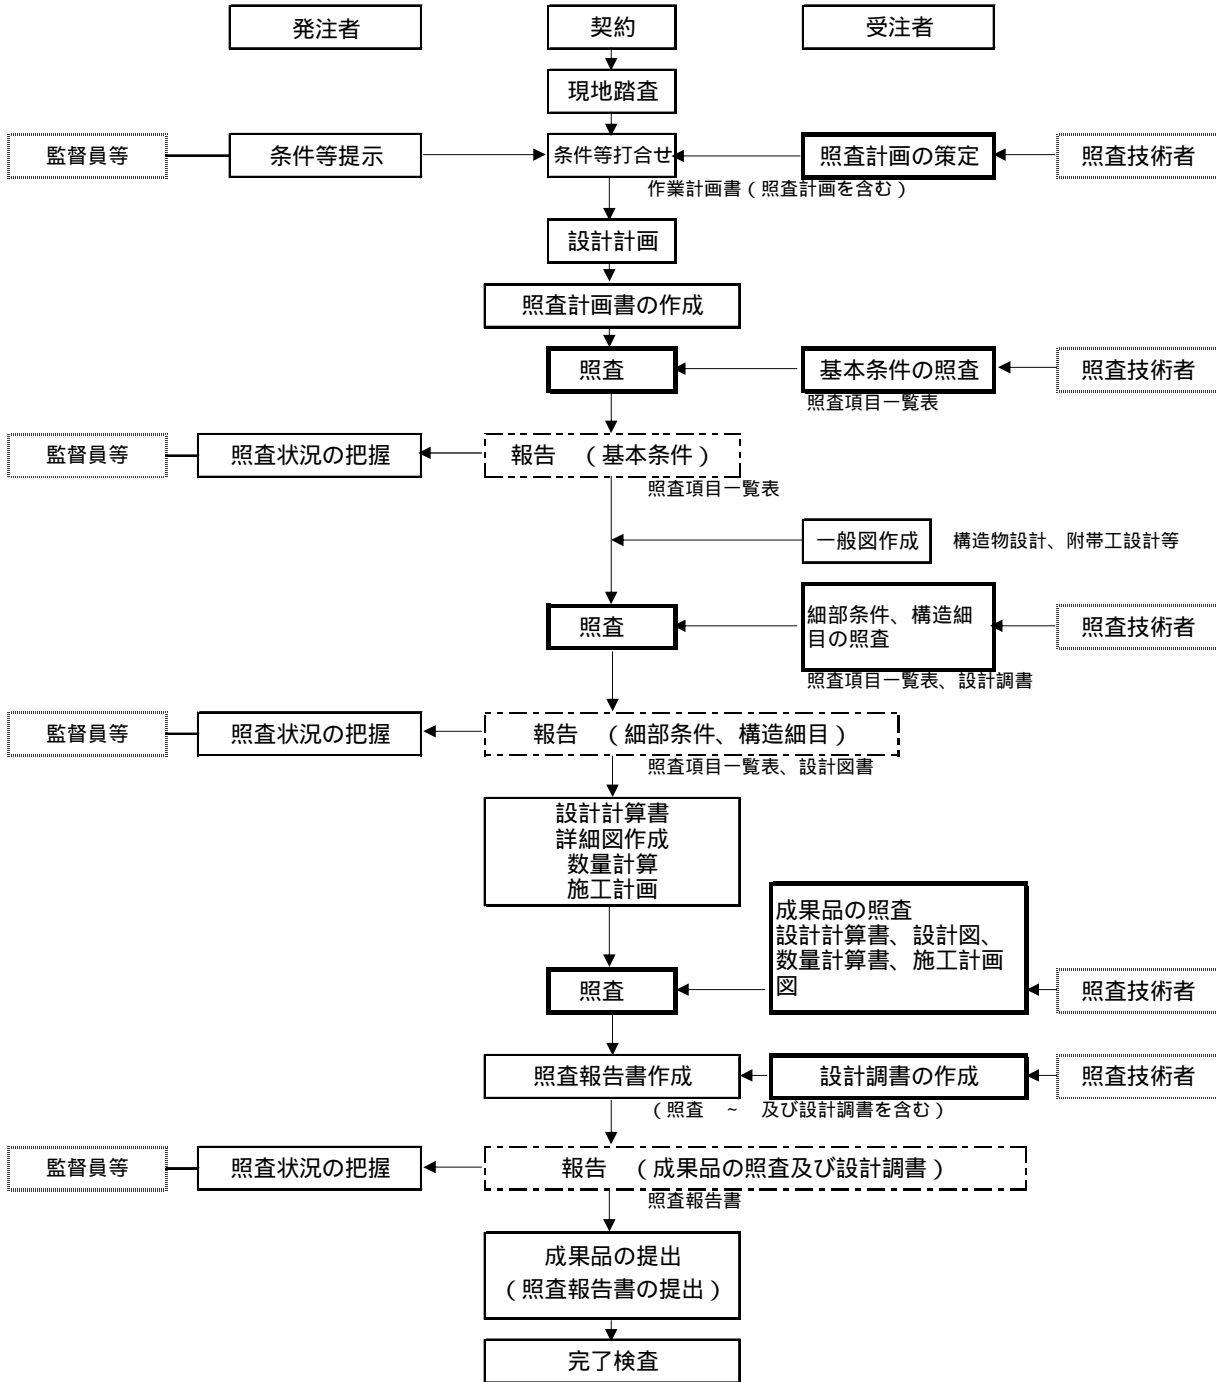 発注者
契約
受注者
現地踏査
監督員等
条件等提示
条件等打合せ
照査計画の策定
照査技術者
作業計画書（照査計画を含む）
設計計画
照査計画書の作成
照査
基本条件の照査
照査技術者
照査項目一覧表
監督員等
照査状況の把握
報告　（基本条件）
照査項目一覧表
一般図作成
構造物設計、附帯工設計等
照査
細部条件、構造細
目の照査
照査技術者
照査項目一覧表、設計調書
監督員等
照査状況の把握
報告　（細部条件、構造細目）
照査項目一覧表、設計図書
設計計算書
詳細図作成
数量計算
施工計画
成果品の照査
設計計算書、設計図、
数量計算書、施工計画
図
照査
照査技術者
照査報告書作成
設計調書の作成
照査技術者
（照査　～　及び設計調書を含む）
監督員等
照査状況の把握
報告　（成果品の照査及び設計調書）
照査報告書
成果品の提出
（照査報告書の提出）
完了検査